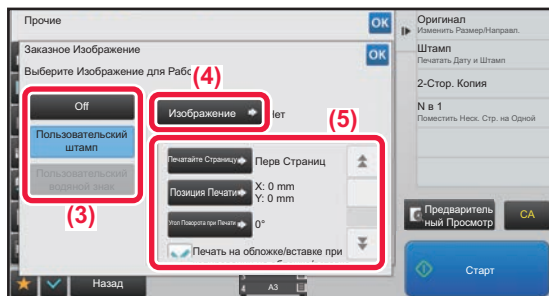 Прочие
OK
Заказное Изображение
OK
Выберите Изображение для Рабо
(4)
Off
Пользовательский
штамп
Пользовательский
водяной знак
(3)
Изображение
Нет
(5)
Печатайте Страницу
Перв Страниц
Позиция Печати
X: 0 mm
Y: 0 mm
Угол Поворота при Печати
0°
Печать на обложке/вставке при
Назад
A3
Оригинал
Изменить Размер/Направл.
Штамп
Печатать Дату и Штамп
2-Стор. Копия
N в 1
Поместить Неск. Стр. на Одной
Предваритель
ный Просмотр
CA
Старт